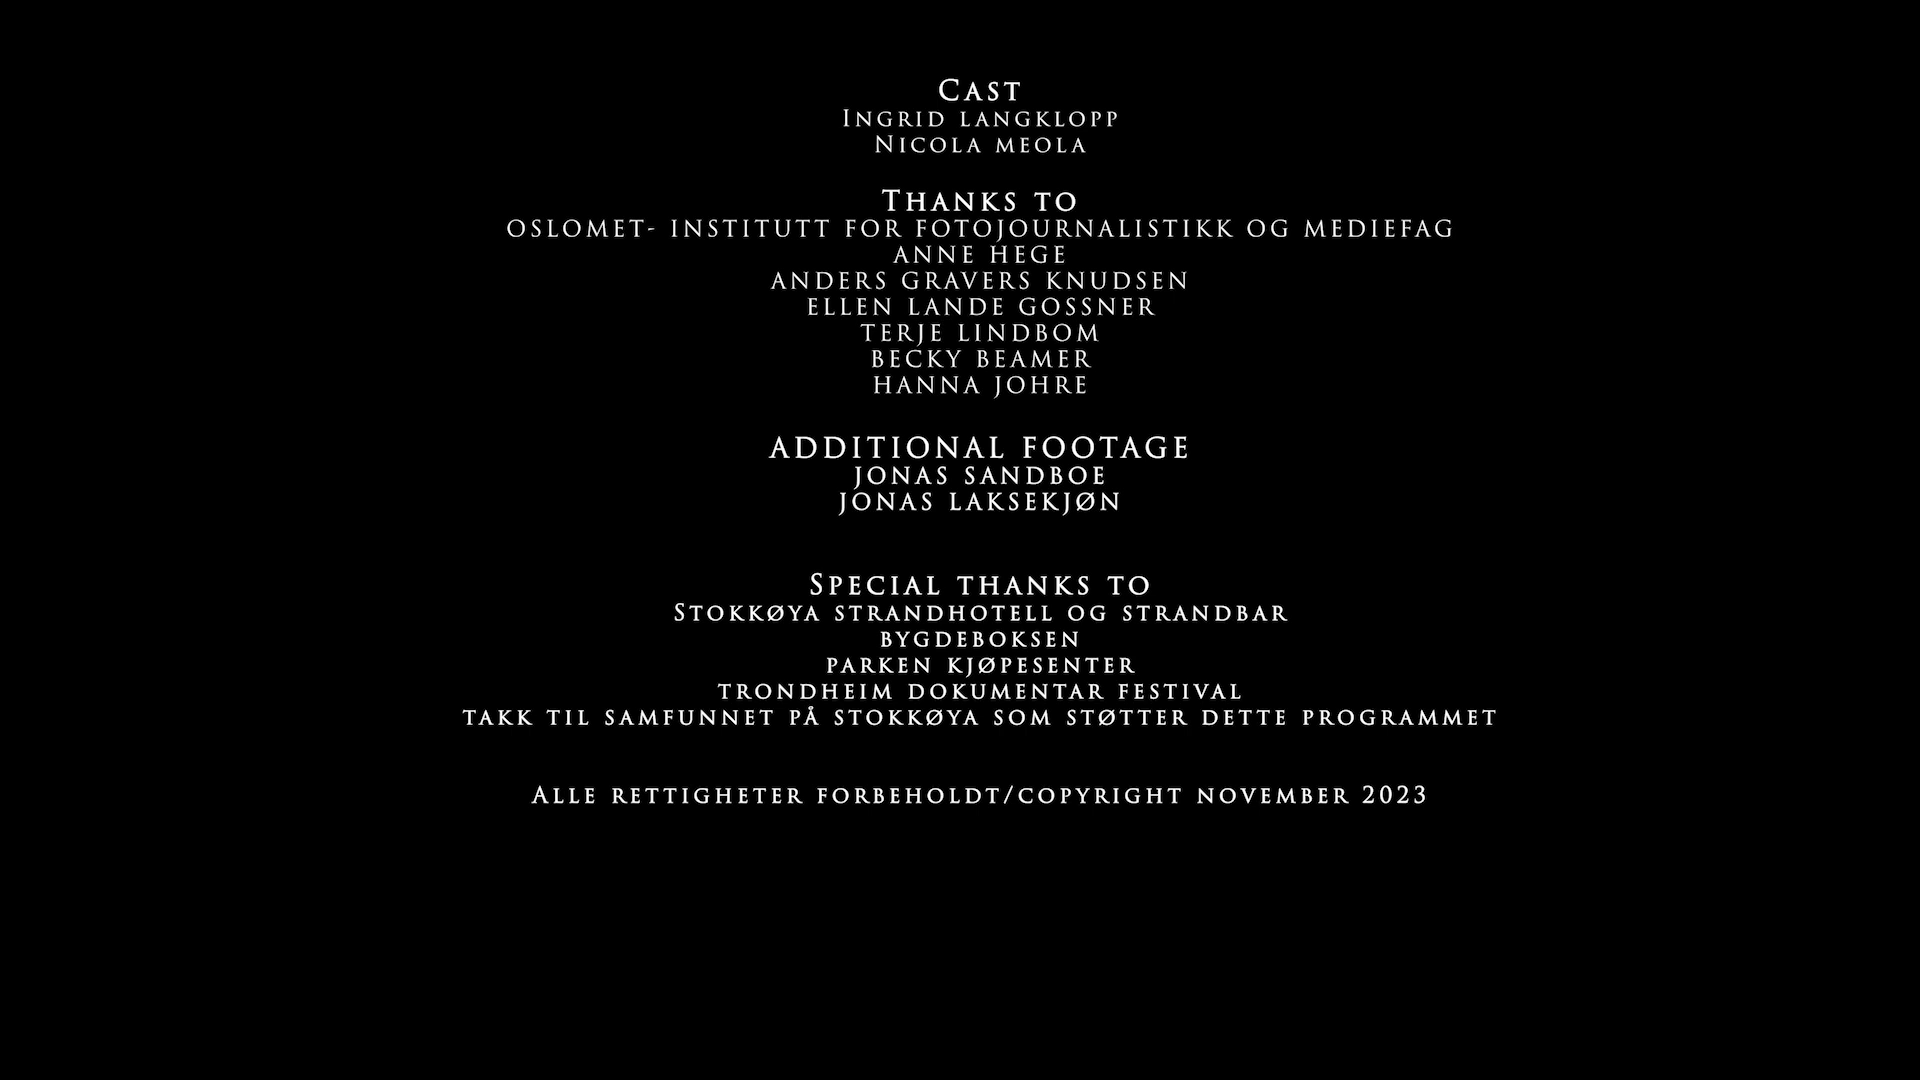 Cast
Ingrid langklopp
Nicola meola
Thanks to
OSLOMET- INSTITUTT FOR FOTOJOURNALISTIKK OG MEDIEFAG
ANNE HEGE
ANDERS GRAVERS KNUDSEN
ELLEN LANDE GOSSNER
TERJE LINDBOM
BECKY BEAMER
HANNA JOHRE
ADDITIONAL FOOTAGE
JONAS SANDBOE
JONAS LAKSEKJØN
Special thanks to
Stokkøya strandhotell og strandbar
bygdeboksen
parken kjøpesenter
trondheim dokumentar festival
takk til samfunnet på stokkøya som støtter dette programmet
Alle rettigheter forbeholdt/copyright november 2023